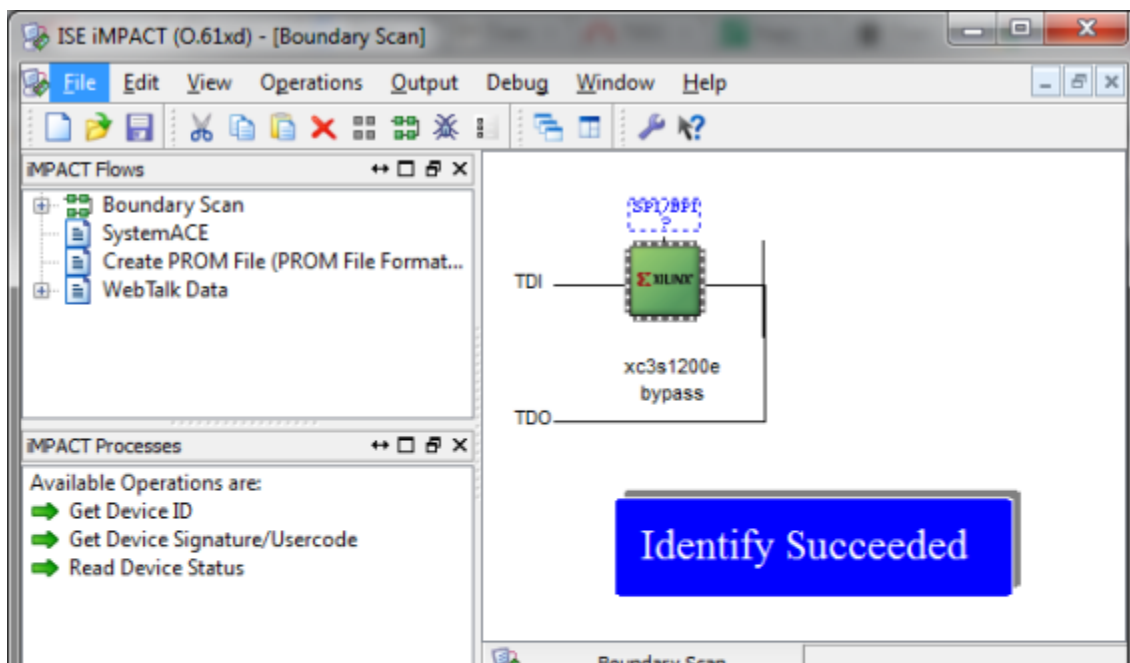 ISE iMPACT (O.61xd) - [Boundary Scan]
File Edit View Operations Output Debug Window Help
iMPACT Flows
Boundary Scan
SystemACE
Create PROM File (PROM File Format...
WebTalk Data
iMPACT Processes
Available Operations are:
Get Device ID
Get Device Signature/Usercode
Read Device Status
SPI/BPI
?
XILINX
TDI
xc3s1200e
bypass
TDO
Identify Succeeded
Boundary Scan